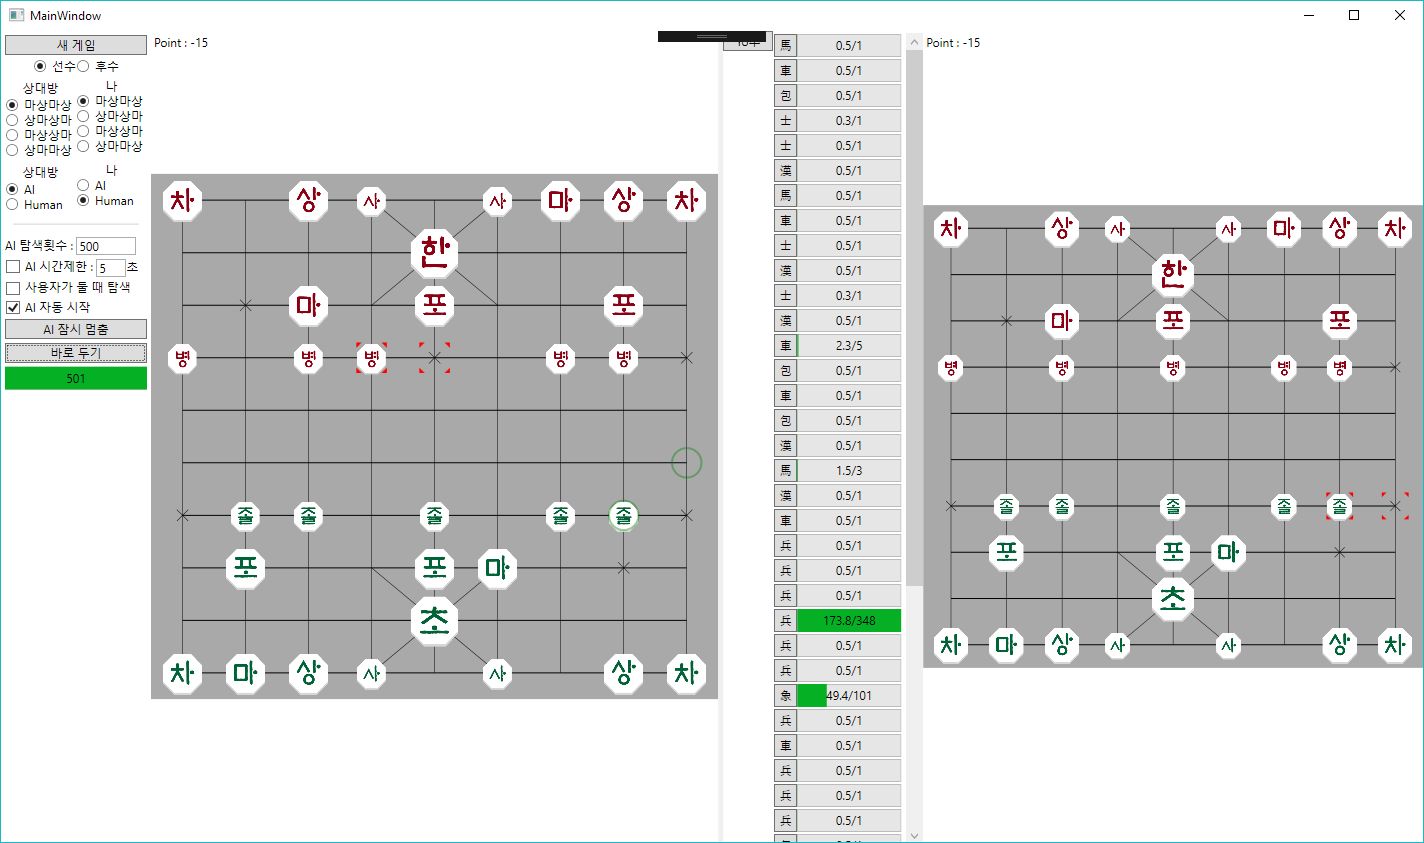 MainWindow
새 게임
선수 후수
상대방 나
마상마상 마상마상
상마상마 상마상마
마상상마 마상상마
상마마상 상마마상
상대방 나
AI AI
Human Human
AI 탐색횟수 : 500
AI 시간제한 : 5 초
사용자가 둘 때 탐색
AI 자동 시작
AI 잠시 멈춤
바로 두기
501
Point : -15
차 상 사 사 마 상 차
한
마 포 포
병 병 병 병 병
졸 졸 졸 졸 졸
포 포 마
초
차 마 상 사 사 상 차
馬 0.5/1
車 0.5/1
包 0.5/1
士 0.3/1
士 0.5/1
漢 0.5/1
馬 0.5/1
車 0.5/1
士 0.5/1
漢 0.5/1
士 0.3/1
漢 0.5/1
車 2.3/5
包 0.5/1
車 0.5/1
包 0.5/1
漢 0.5/1
馬 1.5/3
漢 0.5/1
車 0.5/1
兵 0.5/1
兵 0.5/1
兵 0.5/1
兵 173.8/348
兵 0.5/1
兵 0.5/1
象 49.4/101
兵 0.5/1
車 0.5/1
兵 0.5/1
兵 0.5/1
兵 0.5/1
Point : -15
차 상 사 사 마 상 차
한
마 포 포
병 병 병 병 병
졸 졸 졸 졸 졸
포 포 마
초
차 마 상 사 사 상 차